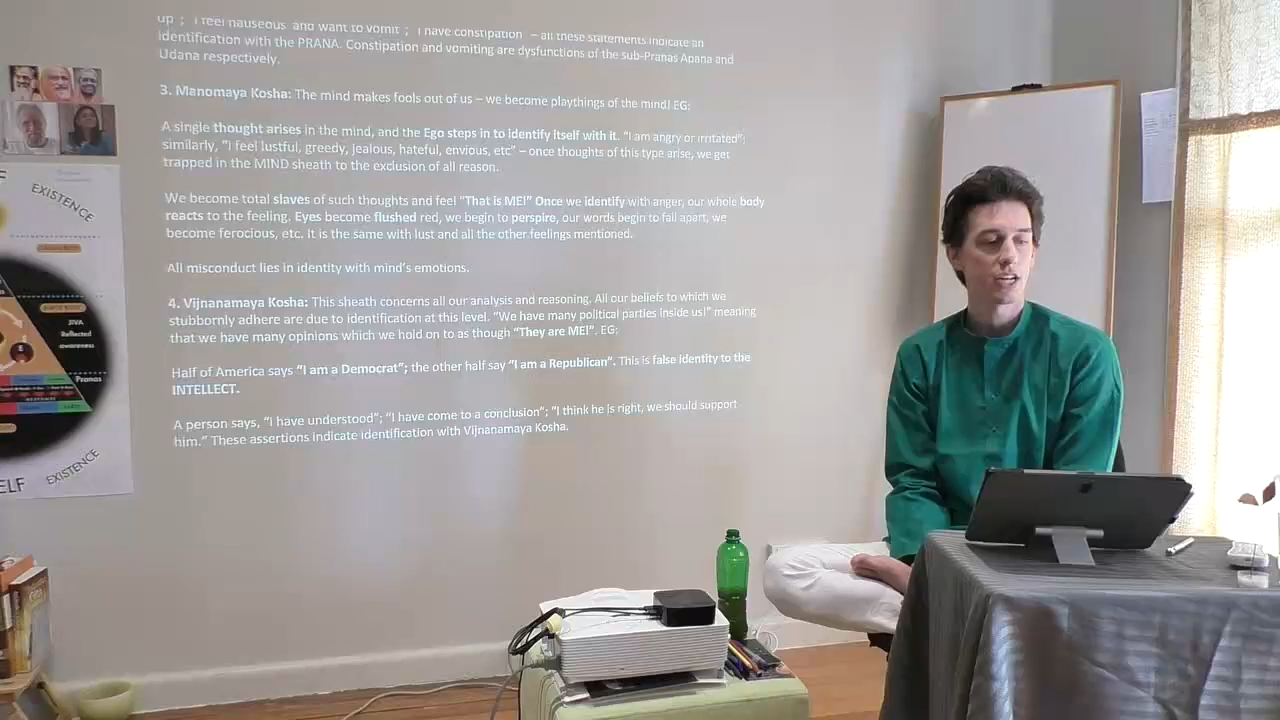 up"; "I feel nauseous and want to vomit"; "I have constipation" – all these statements indicate an
identification with the PRANA. Constipation and vomiting are dysfunctions of the sub-Pranas Apana and
Udana respectively.
3. Manomaya Kosha: The mind makes fools out of us – we become playthings of the mind! EG:
A single thought arises in the mind, and the Ego steps in to identify itself with it. "I am angry or irritated";
similarly, "I feel lustful, greedy, jealous, hateful, envious, etc" – once thoughts of this type arise, we get
trapped in the MIND sheath to the exclusion of all reason.
We become total slaves of such thoughts and feel "That is ME!" Once we identify with anger, our whole body
reacts to the feeling. Eyes become flushed red, we begin to perspire, our words begin to fall apart, we
become ferocious, etc. It is the same with lust and all the other feelings mentioned.
All misconduct lies in identity with mind's emotions.
4. Vijnanamaya Kosha: This sheath concerns all our analysis and reasoning. All our beliefs to which we
stubbornly adhere are due to identification at this level. "We have many political parties inside us!" meaning
that we have many opinions which we hold on to as though "They are ME!". EG:
Half of America says "I am a Democrat"; the other half say "I am a Republican". This is false identity to the
INTELLECT.
A person says, "I have understood"; "I have come to a conclusion"; "I think he is right, we should support
him." These assertions indicate identification with Vijnanamaya Kosha.
EXISTENCE
JIVA
Reflected
awareness
E
Pranas
ELF
EXISTENCE